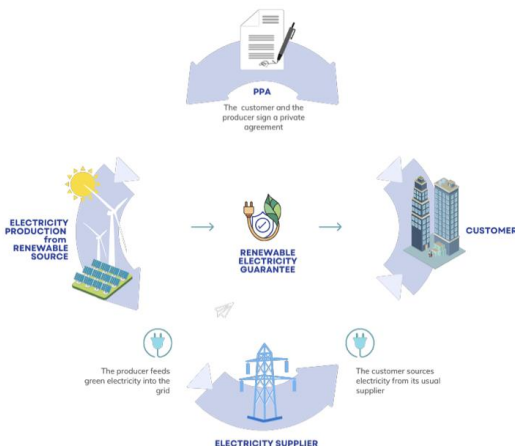 PPA
The customer and the
producer sign a private
agreement
ELECTRICITY
PRODUCTION
from
RENEWABLE
SOURCE
RENEWABLE
ELECTRICITY
GUARANTEE
CUSTOMER
The producer feeds
green electricity into the
grid
The customer sources
electricity from its usual
supplier
ELECTRICITY SUPPLIER